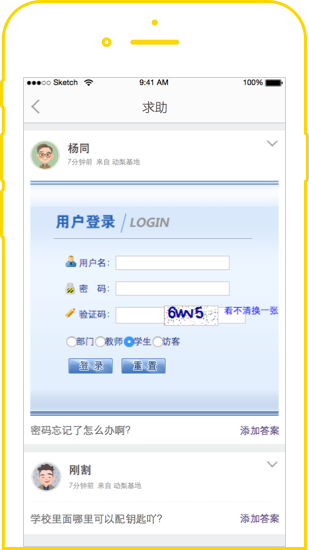 Sketch 9:41 AM 100%
求助
杨同
7分钟前 来自 动梨基地
用户登录 / LOGIN
用户名:
密 码:
验证码: 6wv5 看不清换一张
部门 教师 学生 访客
登 录 重 置
密码忘记了怎么办啊? 添加答案
刚割
7分钟前 来自 动梨基地
学校里面哪里可以配钥匙吖? 添加答案